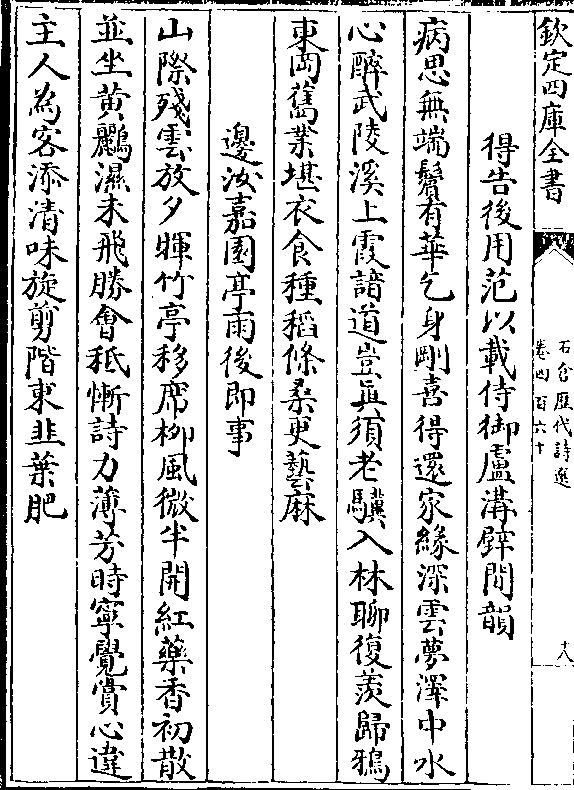 欽定四庫全書
石倉歷代詩選
卷四百六十
十八
得告後用范以載侍御盧溝壁間韻
病思無端鬢有華乞身剛喜得還家緣深雲夢澤中水
心醉武陵溪上霞諳道豈真須老驥入林聊復羨歸鴉
東岡舊業堪衣食種稻條桑更藝麻
邊汝嘉園亭雨後即事
山際殘雲放夕暉竹亭移席柳風微半開紅藥香初散
並坐黃鸝濕未飛勝會秪慚詩力薄芳時寧覺賞心違
主人為客添清味旋剪階東韭葉肥